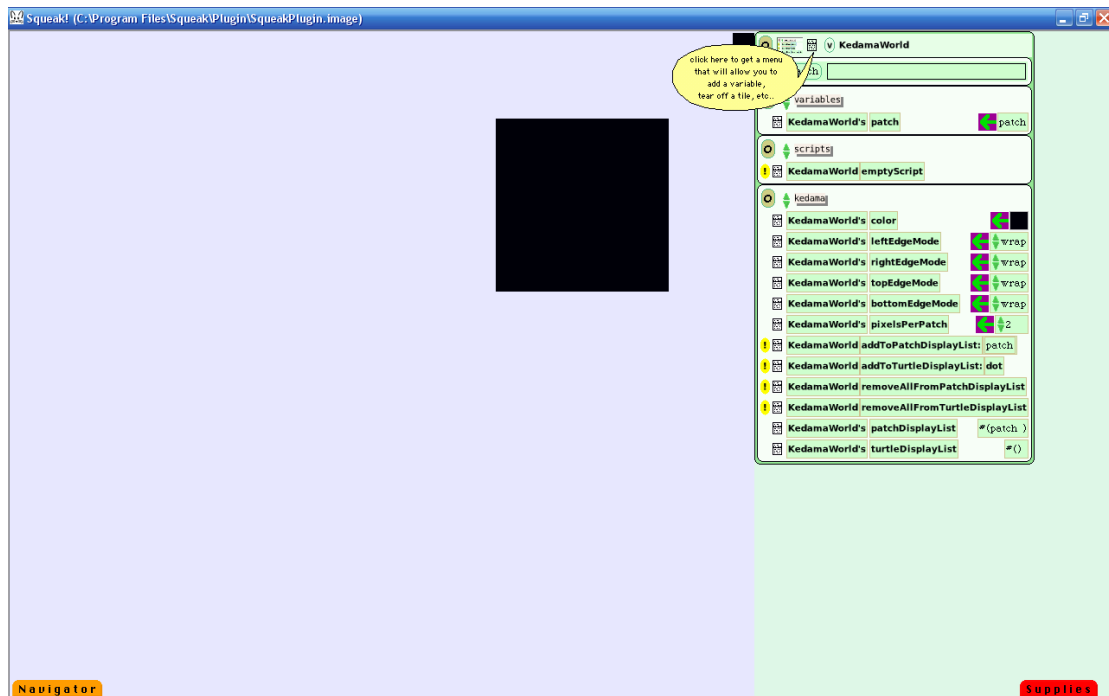 Squeak! (C:\Program Files\Squeak\Plugin\SqueakPlugin.image)
v KedamaWorld
click here to get a menu
that will allow you to
add a variable,
tear off a tile, etc..
ch)
variables
KedamaWorld's patch patch
scripts
! KedamaWorld emptyScript
kedama
KedamaWorld's color
KedamaWorld's leftEdgeMode wrap
KedamaWorld's rightEdgeMode wrap
KedamaWorld's topEdgeMode wrap
KedamaWorld's bottomEdgeMode wrap
KedamaWorld's pixelsPerPatch 2
! KedamaWorld addToPatchDisplayList: patch
! KedamaWorld addToTurtleDisplayList: dot
! KedamaWorld removeAllFromPatchDisplayList
! KedamaWorld removeAllFromTurtleDisplayList
KedamaWorld's patchDisplayList #(patch )
KedamaWorld's turtleDisplayList #()
Navigator
Supplies